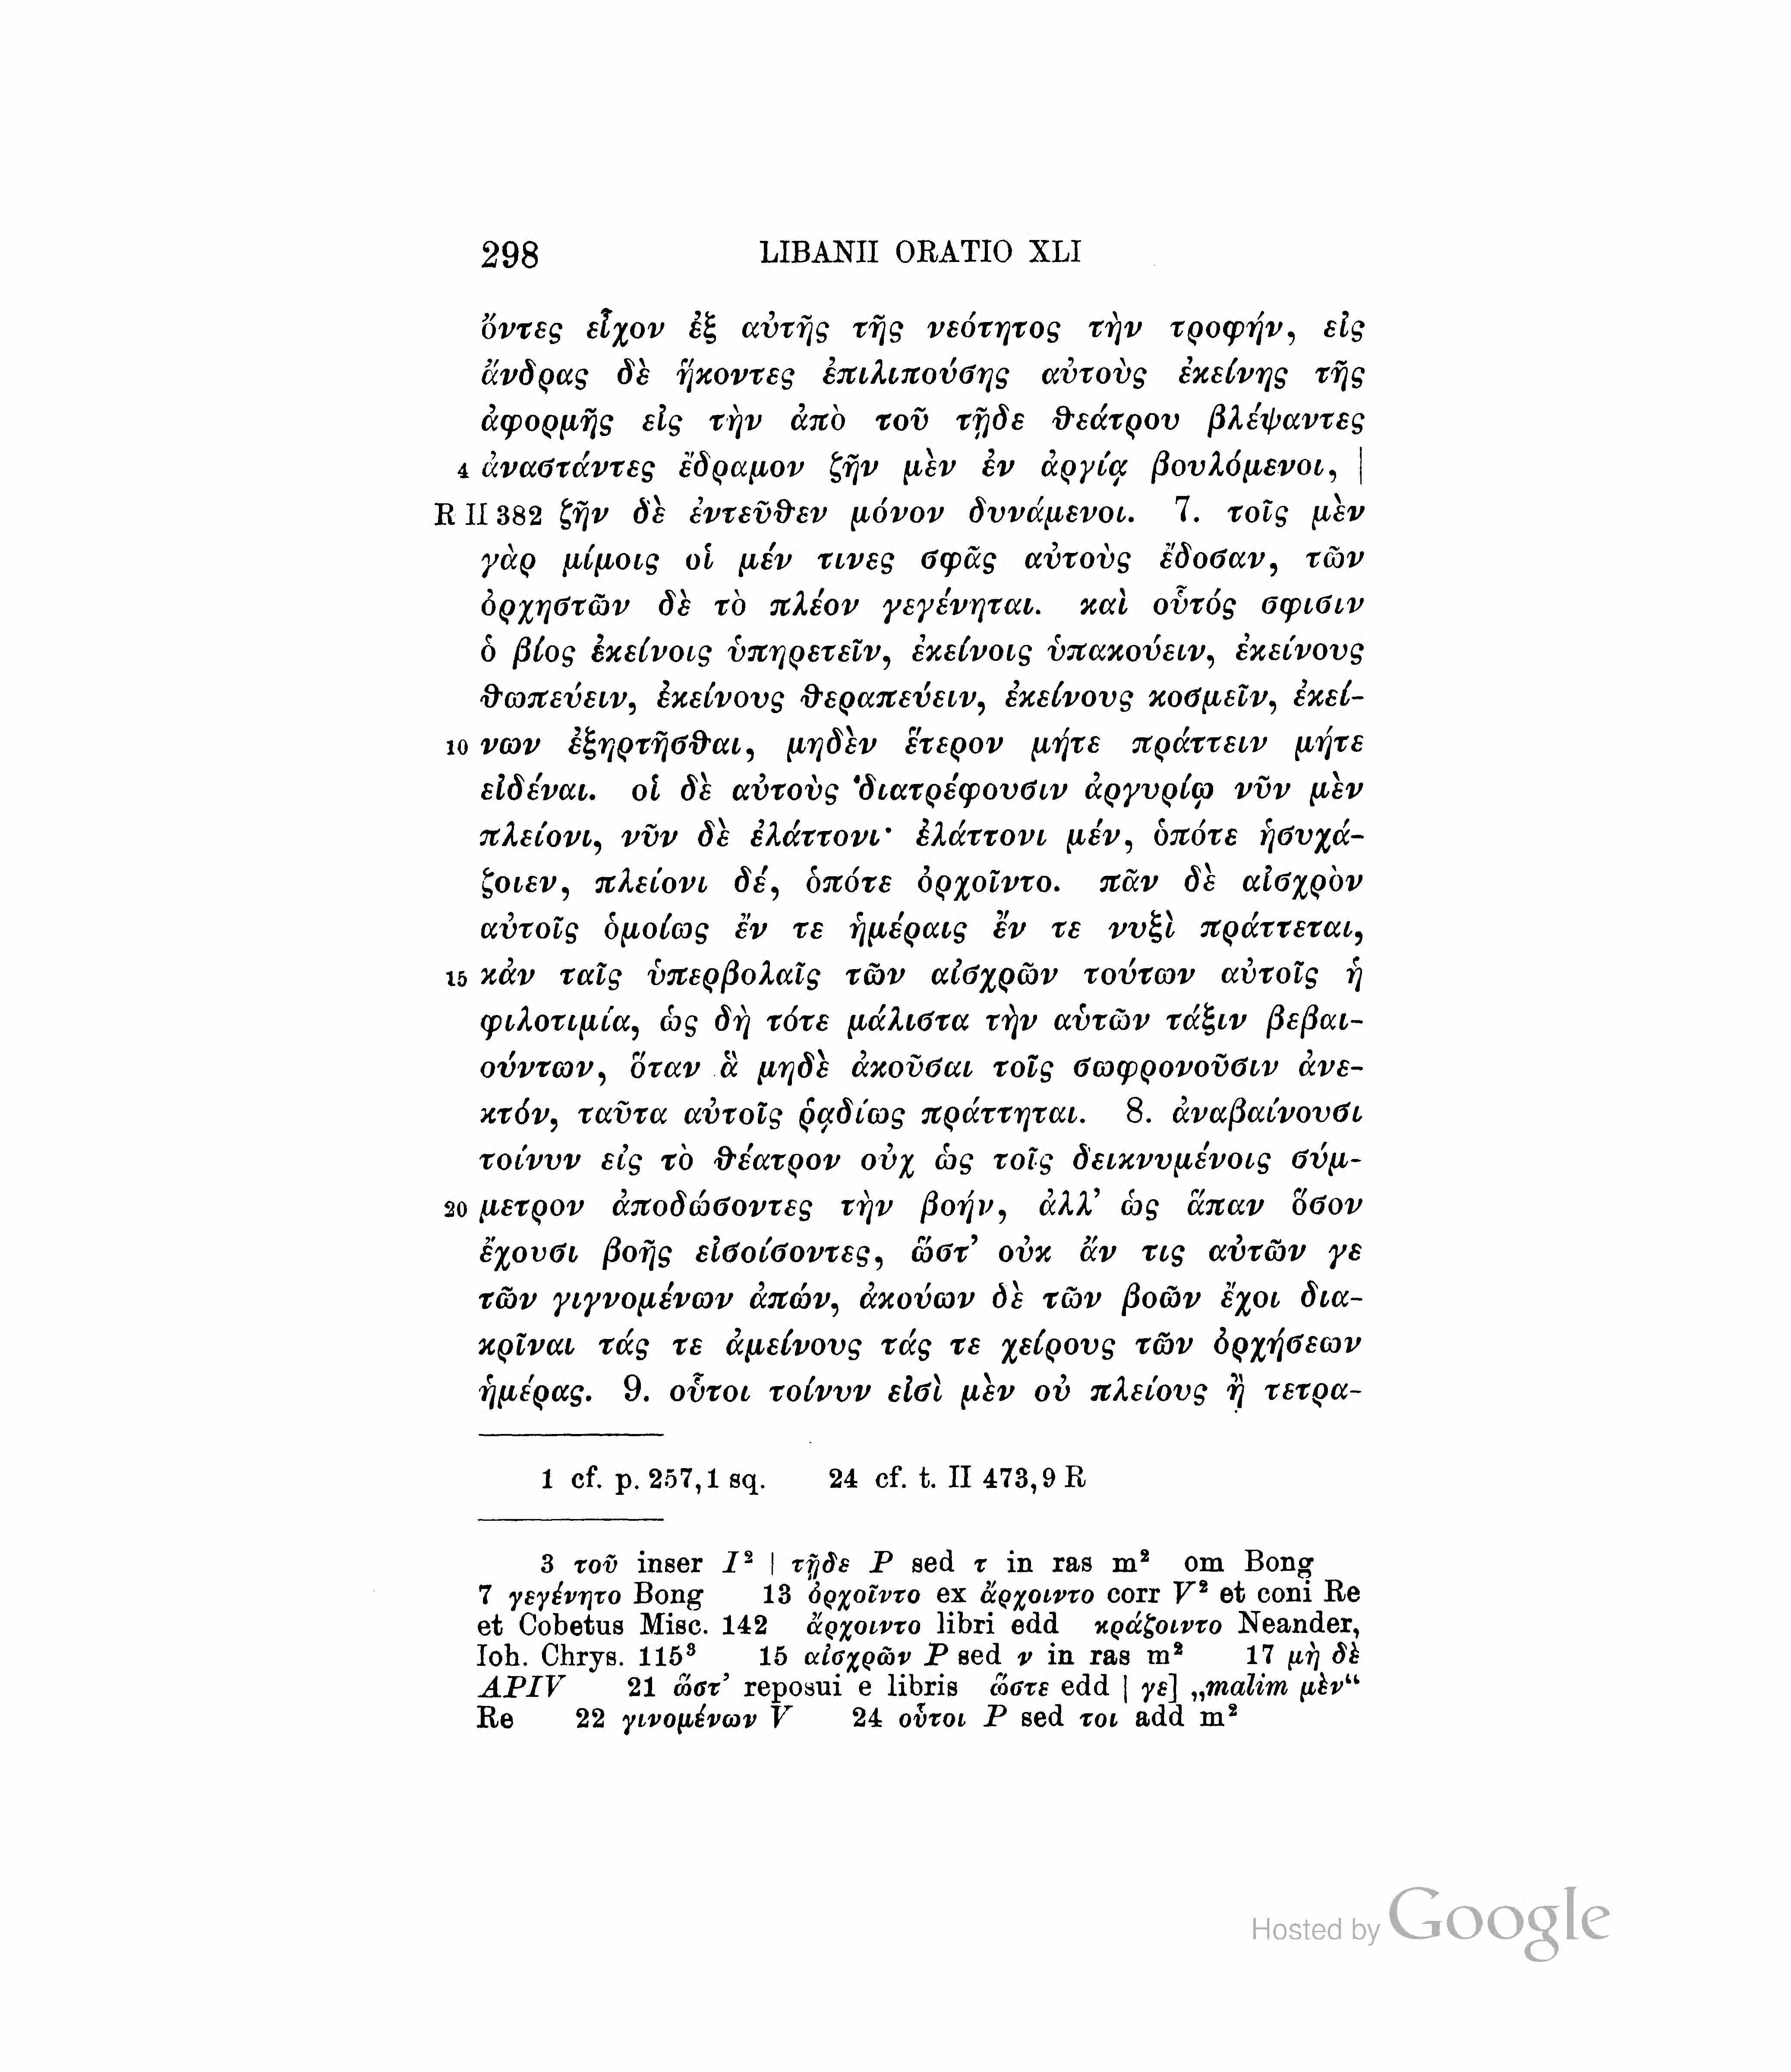 298 LIBANII ORATIO XLI
ὄντες εἶχον ἐξ αὐτῆς τῆς νεότητος τὴν τροφήν, εἰς
ἄνδρας δὲ ἥκοντες ἐπιλιπούσης αὐτοὺς ἐκείνης τῆς
ἀφορμῆς εἰς τὴν ἀπὸ τοῦ τῇδε θεάτρου βλέψαντες
4 ἀναστάντες ἔδραμον ζῆν μὲν ἐν ἀργίᾳ βουλόμενοι, |
R II 382 ζῆν δὲ ἐντεῦθεν μόνον δυνάμενοι. 7. τοῖς μὲν
γὰρ μίμοις οἱ μέν τινες σφᾶς αὐτοὺς ἔδοσαν, τῶν
ὀρχηστῶν δὲ τὸ πλέον γεγένηται. καὶ οὗτός σφισιν
ὁ βίος ἐκείνοις ὑπηρετεῖν, ἐκείνοις ὑπακούειν, ἐκείνους
θωπεύειν, ἐκείνους θεραπεύειν, ἐκείνους κοσμεῖν, ἐκεί-
10 νων ἐξηρτῆσθαι, μηδὲν ἕτερον μήτε πράττειν μήτε
εἰδέναι. οἱ δὲ αὐτοὺς διατρέφουσιν ἀργυρίῳ νῦν μὲν
πλείονι, νῦν δὲ ἐλάττονι· ἐλάττονι μέν, ὁπότε ἡσυχά-
ζοιεν, πλείονι δέ, ὁπότε ὀρχοῖντο. πᾶν δὲ αἰσχρὸν
αὐτοῖς ὁμοίως ἔν τε ἡμέραις ἔν τε νυξὶ πράττεται,
15 κἀν ταῖς ὑπερβολαῖς τῶν αἰσχρῶν τούτων αὐτοῖς ἡ
φιλοτιμία, ὡς δὴ τότε μάλιστα τὴν αὑτῶν τάξιν βεβαι-
ούντων, ὅταν ἃ μηδὲ ἀκοῦσαι τοῖς σωφρονοῦσιν ἀνε-
κτόν, ταῦτα αὐτοῖς ῥᾳδίως πράττηται. 8. ἀναβαίνουσι
τοίνυν εἰς τὸ θέατρον οὐχ ὡς τοῖς δεικνυμένοις σύμ-
20 μετρον ἀποδώσοντες τὴν βοήν, ἀλλ’ ὡς ἅπαν ὅσον
ἔχουσι βοῆς εἰσοίσοντες, ὥστ’ οὐκ ἄν τις αὐτῶν γε
τῶν γιγνομένων ἀπών, ἀκούων δὲ τῶν βοῶν ἔχοι δια-
κρῖναι τάς τε ἀμείνους τάς τε χείρους τῶν ὀρχήσεων
ἡμέρας. 9. οὗτοι τοίνυν εἰσὶ μὲν οὐ πλείους ἢ τετρα-
1 cf. p. 257,1 sq. 24 cf. t. II 473,9 R
3 τοῦ inser I² | τῇδε P sed τ in ras m² om Bong
7 γεγένητο Bong 13 ὀρχοῖντο ex ἄρχοιντο corr V² et coni Re
et Cobetus Misc. 142 ἄρχοιντο libri edd κράζοιντο Neander,
Ioh. Chrys. 115³ 15 αἰσχρῶν P sed ν in ras m² 17 μὴ δὲ
APIV 21 ὥστ’ reposui e libris ὥστε edd | γε] „malim μὲν“
Re 22 γινομένων V 24 οὗτοι P sed τοι add m²
Hosted by Google